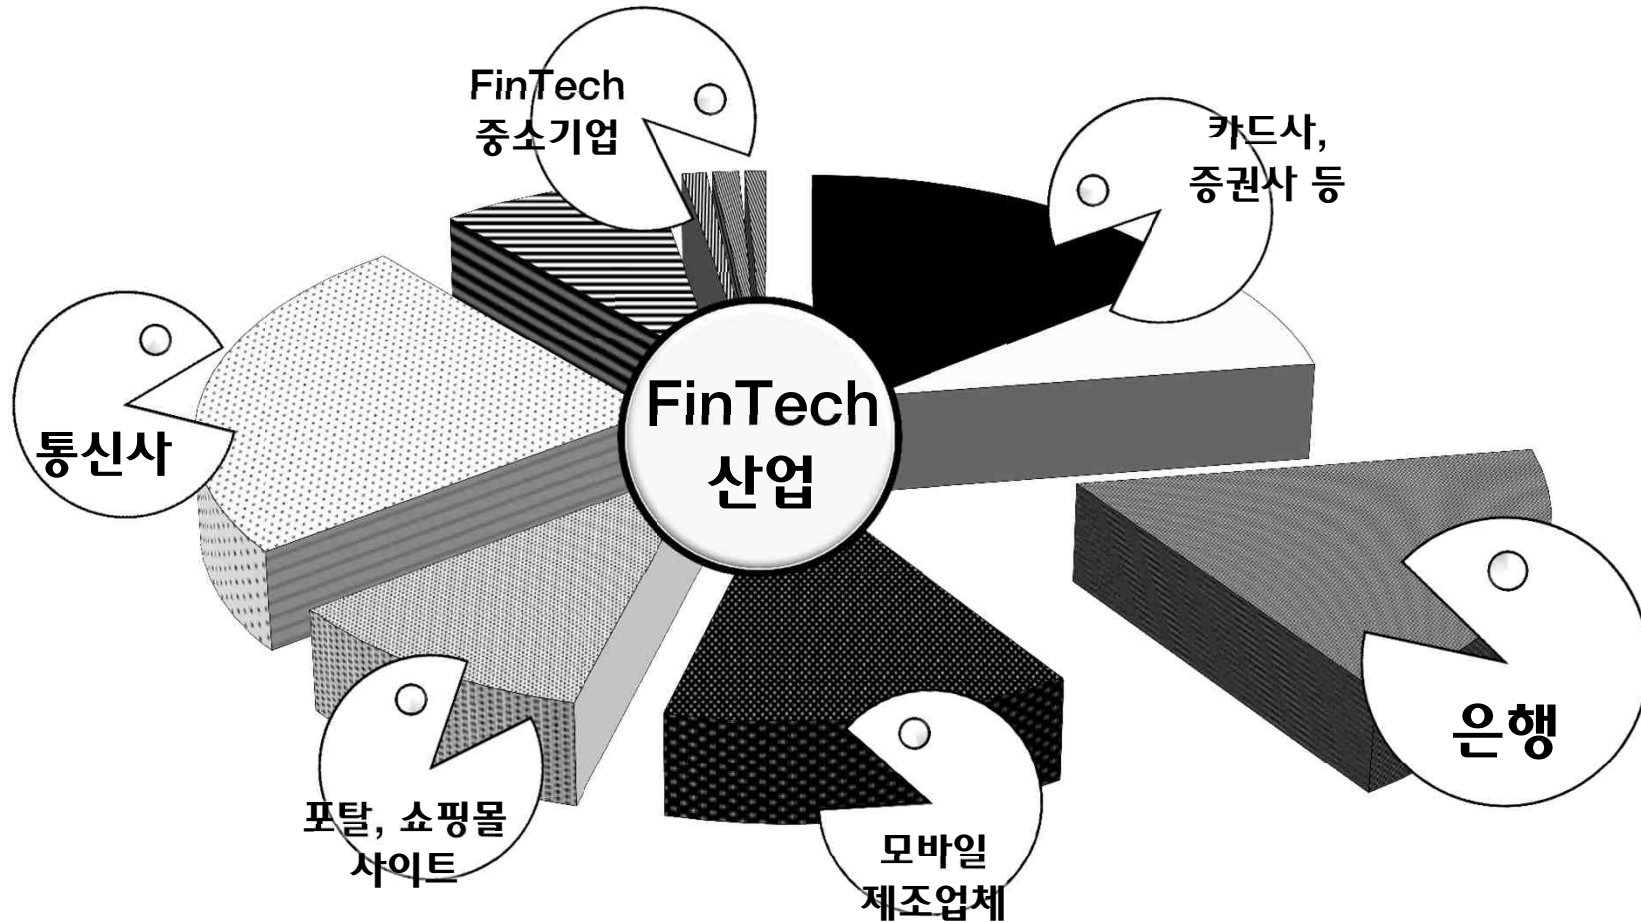 FinTech
중소기업
카드사,
증권사 등
통신사
FinTech
산업
은행
포탈, 쇼핑몰
사이트
모바일
제조업체